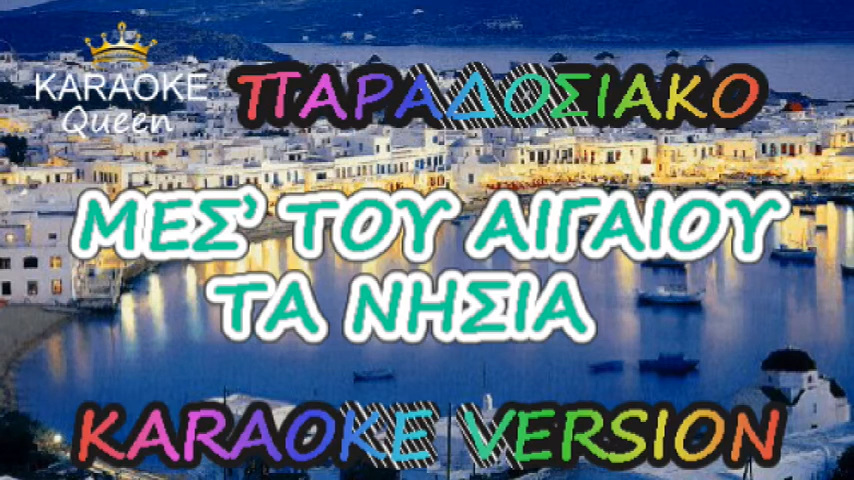 KARAOKE
Queen
ΠΑΡΑΔΟΣΙΑΚΟ
ΜΕΣ' ΤΟΥ ΑΙΓΑΙΟΥ
ΤΑ ΝΗΣΙΑ
KARAOKE VERSION